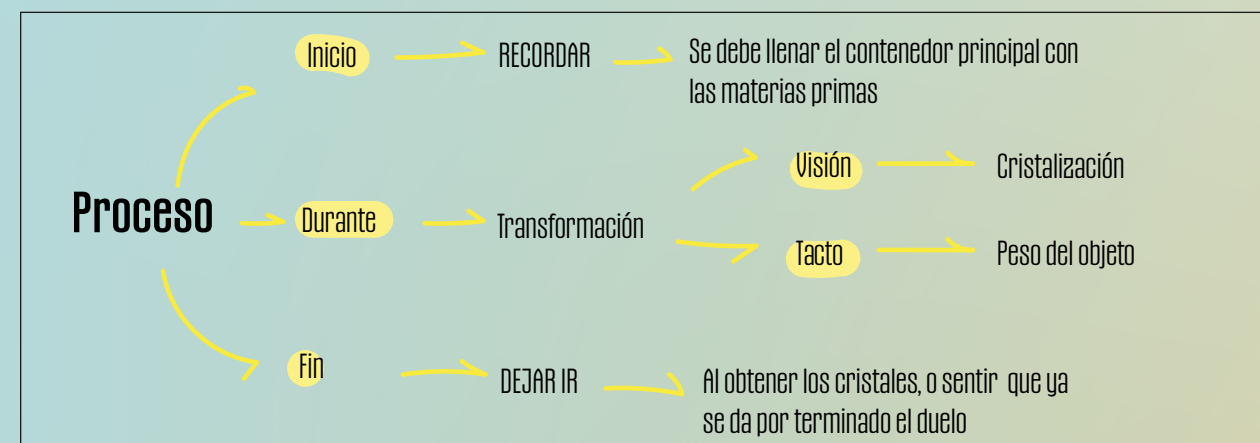 Proceso
Inicio
RECORDAR
Se debe llenar el contenedor principal con
las materias primas
Durante
Transformación
Visión
Cristalización
Tacto
Peso del objeto
Fin
DEJAR IR
Al obtener los cristales, o sentir que ya
se da por terminado el duelo